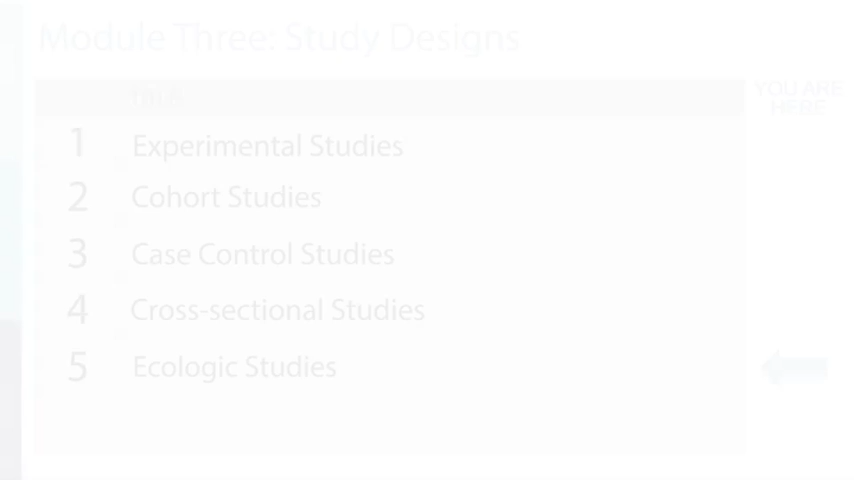 Module Three: Study Designs
TITLE
YOU ARE
HERE
1 Experimental Studies
2 Cohort Studies
3 Case Control Studies
4 Cross-sectional Studies
5 Ecologic Studies